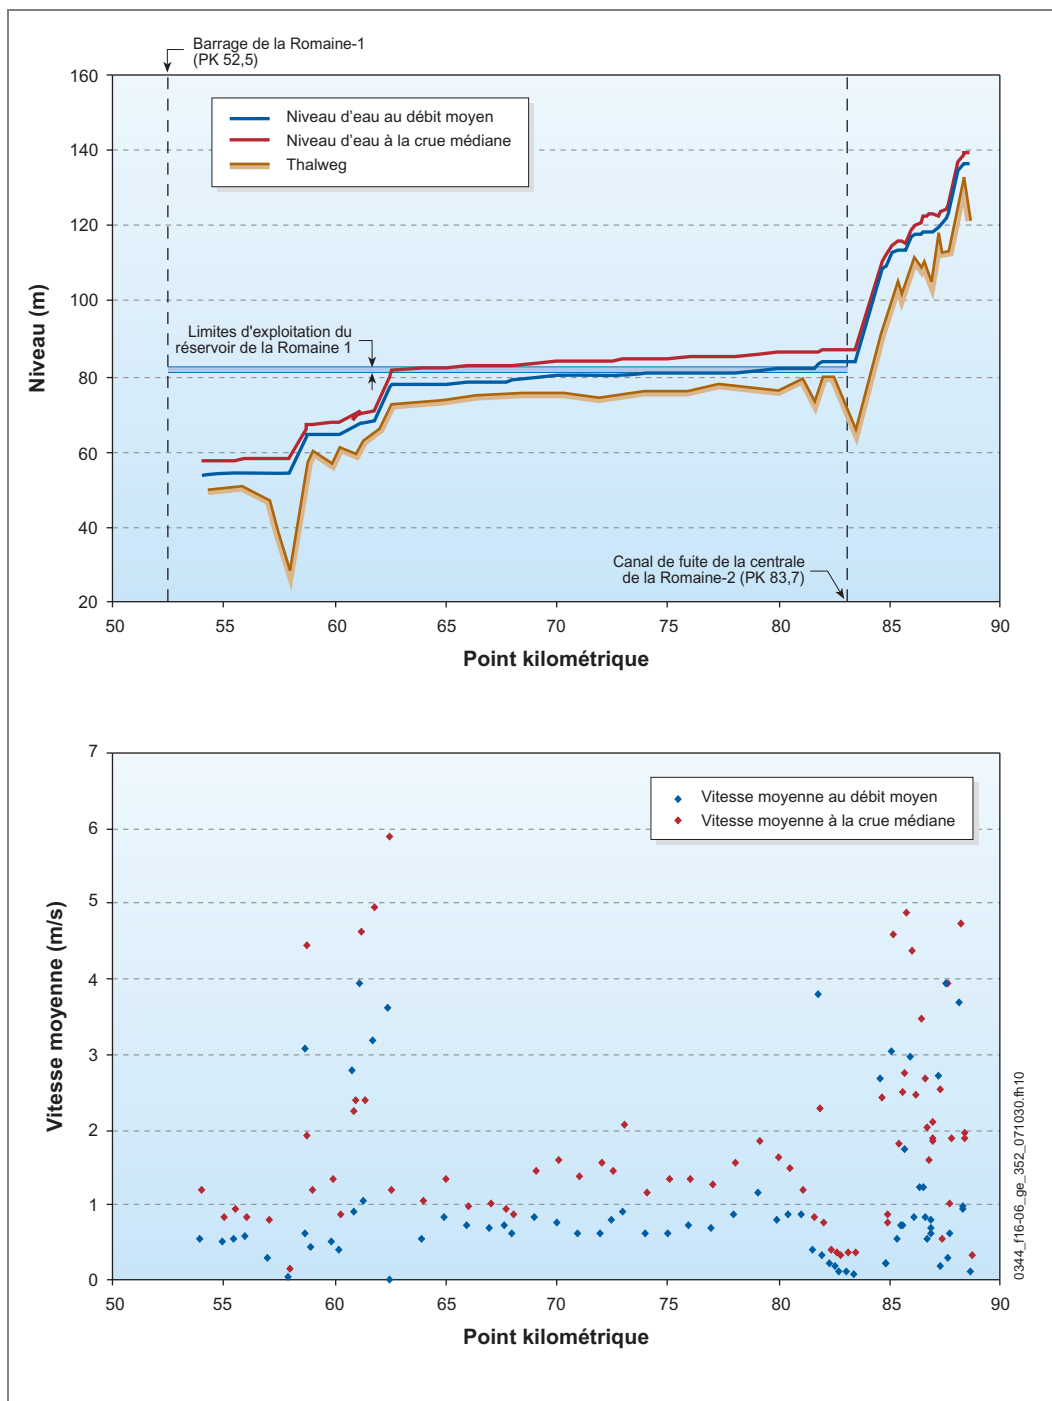 Barrage de la Romaine-1
(PK 52,5)
160
140
120
100
80
60
40
20
Niveau (m)
Niveau d'eau au débit moyen
Niveau d'eau à la crue médiane
Thalweg
Limites d'exploitation du
réservoir de la Romaine 1
Canal de fuite de la centrale
de la Romaine-2 (PK 83,7)
50 55 60 65 70 75 80 85 90
Point kilométrique
7
6
5
4
3
2
1
0
Vitesse moyenne (m/s)
Vitesse moyenne au débit moyen
Vitesse moyenne à la crue médiane
50 55 60 65 70 75 80 85 90
Point kilométrique
0344_f16-06_ge_352_071030.fh10